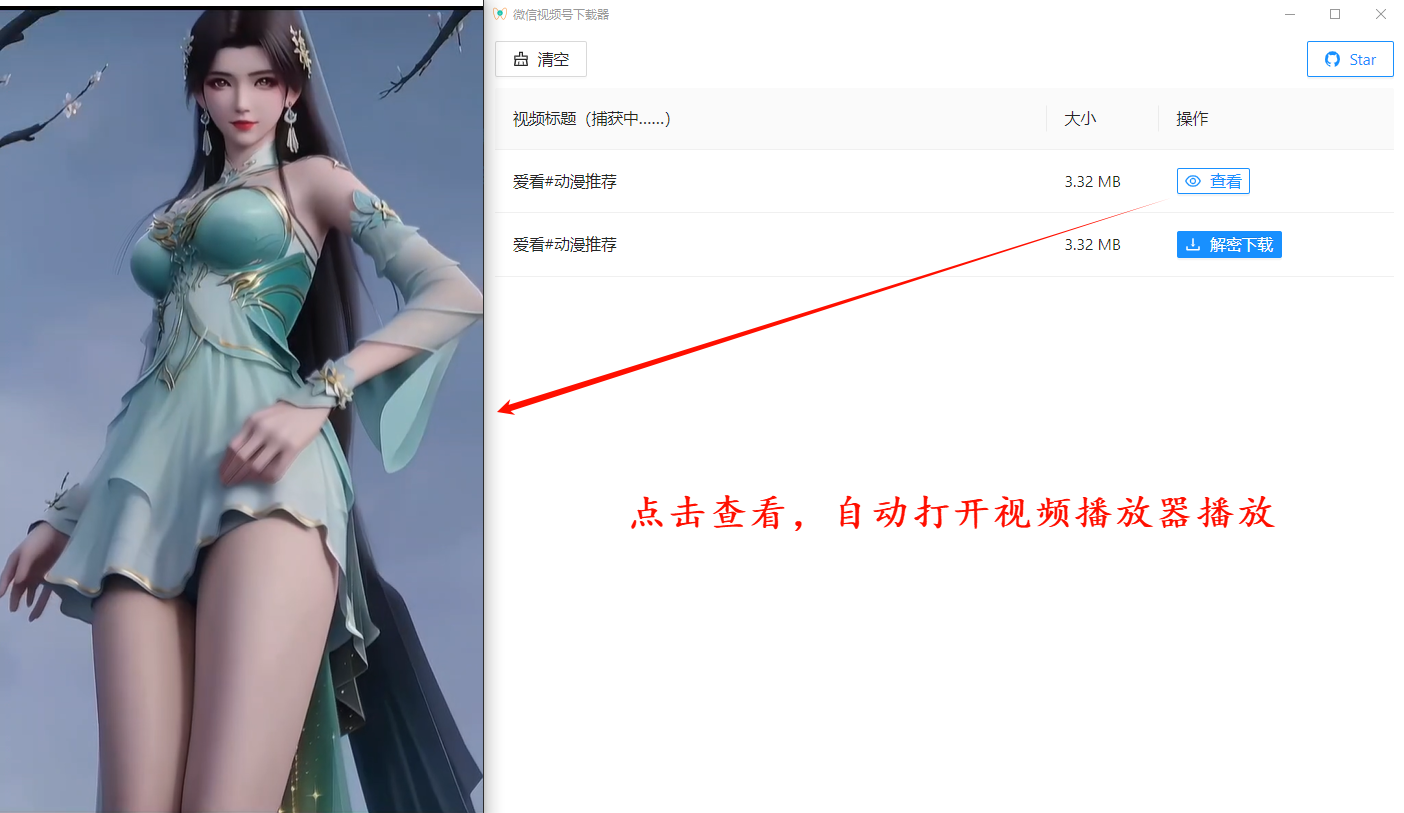 微信视频号下载器
清空
Star
视频标题（捕获中......）
大小
操作
爱看#动漫推荐
3.32 MB
查看
爱看#动漫推荐
3.32 MB
解密下载
点击查看，自动打开视频播放器播放